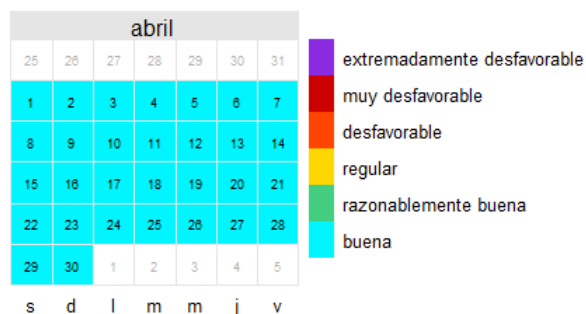 abril
25 26 27 28 29 30 31
1 2 3 4 5 6 7
8 9 10 11 12 13 14
15 16 17 18 19 20 21
22 23 24 25 26 27 28
29 30 1 2 3 4 5
s d l m m j v
extremadamente desfavorable
muy desfavorable
desfavorable
regular
razonablemente buena
buena